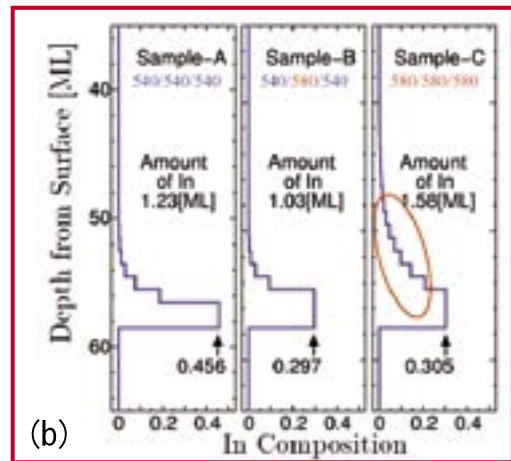 Sample-A
540/540/540
Amount
of In
1.23[ML]
Sample-B
540/580/540
Amount
of In
1.03[ML]
Sample-C
580/580/580
Amount
of In
1.58[ML]
40
50
60
Depth from Surface [ML]
0.456
0.297
0.305
0 0.2 0.4
0 0.2 0.4
0 0.2 0.4
In Composition
(b)